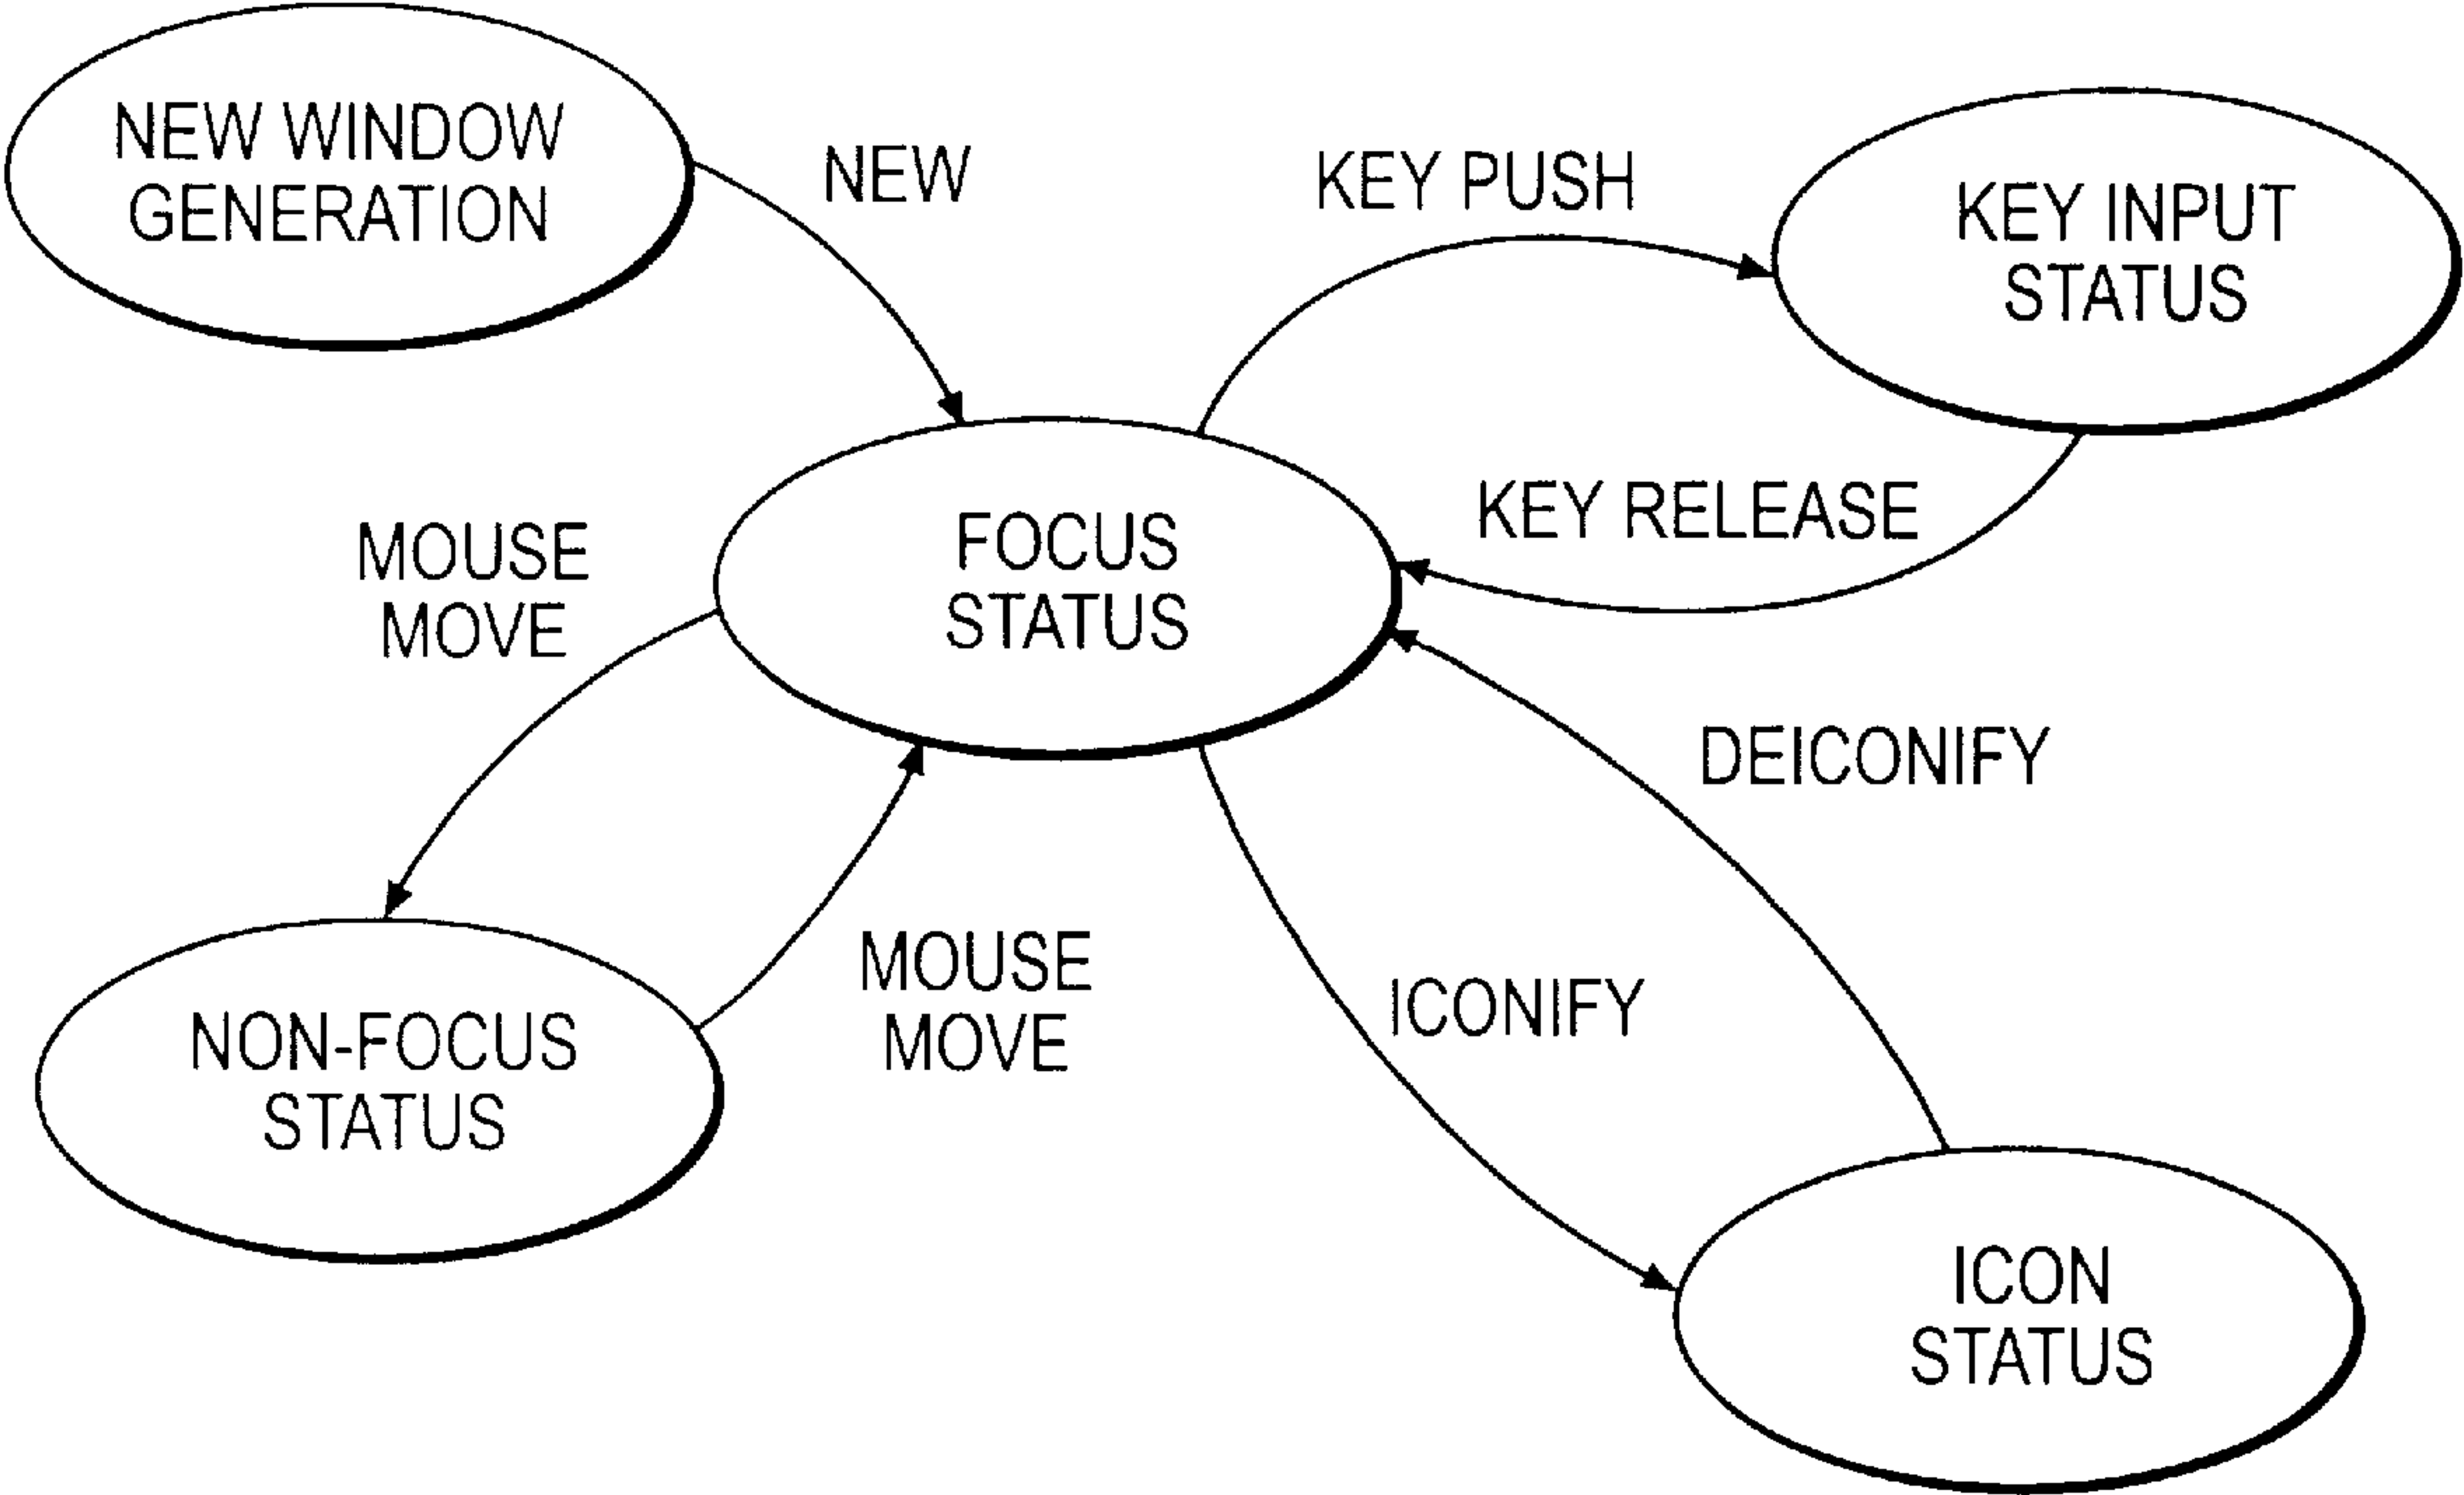 NEW WINDOW
GENERATION
NEW
KEY PUSH
KEY INPUT
STATUS
KEY RELEASE
FOCUS
STATUS
MOUSE
MOVE
DEICONIFY
MOUSE
MOVE
ICONIFY
NON-FOCUS
STATUS
ICON
STATUS